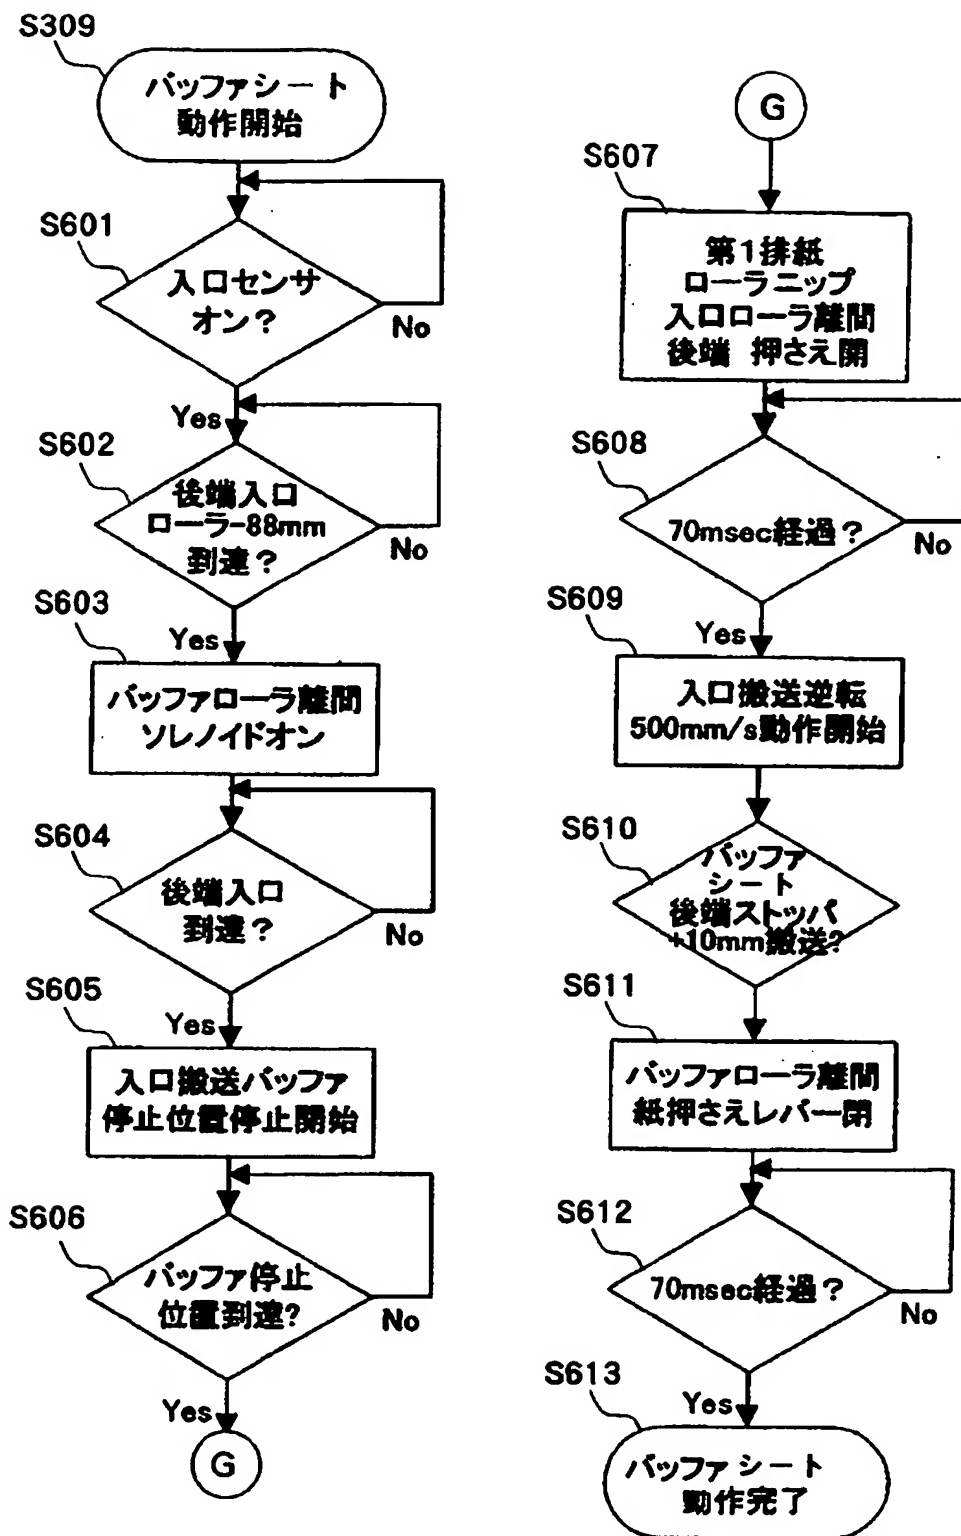 S309
バッファシート
動作開始
S601
入口センサ
オン?
No
Yes
S602
後端入口
ローラ-88mm
到達?
No
S603
Yes
バッファローラ離間
ソレノイドオン
S604
後端入口
到達?
No
S605
Yes
入口搬送バッファ
停止位置停止開始
S606
バッファ停止
位置到達?
No
Yes
G
G
S607
第1排紙
ローラニップ
入口ローラ離間
後端 押さえ開
S608
70msec経過?
No
S609
Yes
入口搬送逆転
500mm/s動作開始
S610
バッファ
シート
後端ストッパ
+10mm搬送?
S611
バッファローラ離間
紙押さえレバー閉
S612
70msec経過?
No
S613
Yes
バッファシート
動作完了